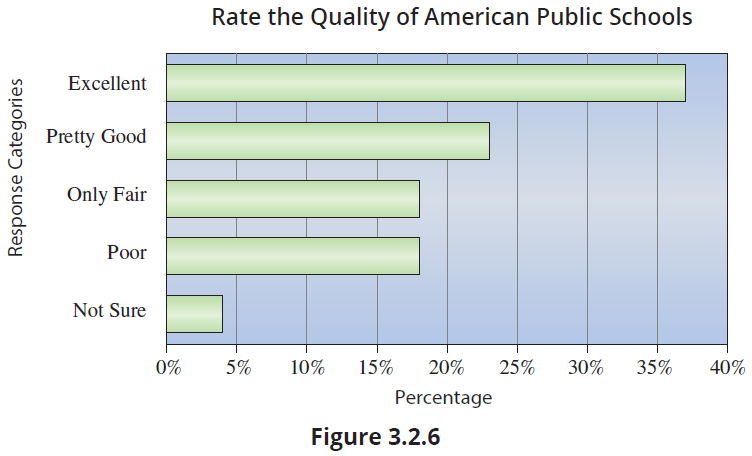 Rate the Quality of American Public Schools
Response Categories
Excellent
Pretty Good
Only Fair
Poor
Not Sure
0% 5% 10% 15% 20% 25% 30% 35% 40%
Percentage
Figure 3.2.6